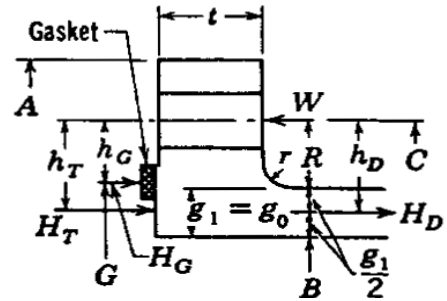 t
Gasket
A
W
h_T
h_G
r
R
h_D
C
g_1 = g_0
H_T
H_D
G
H_G
B
g_1
2